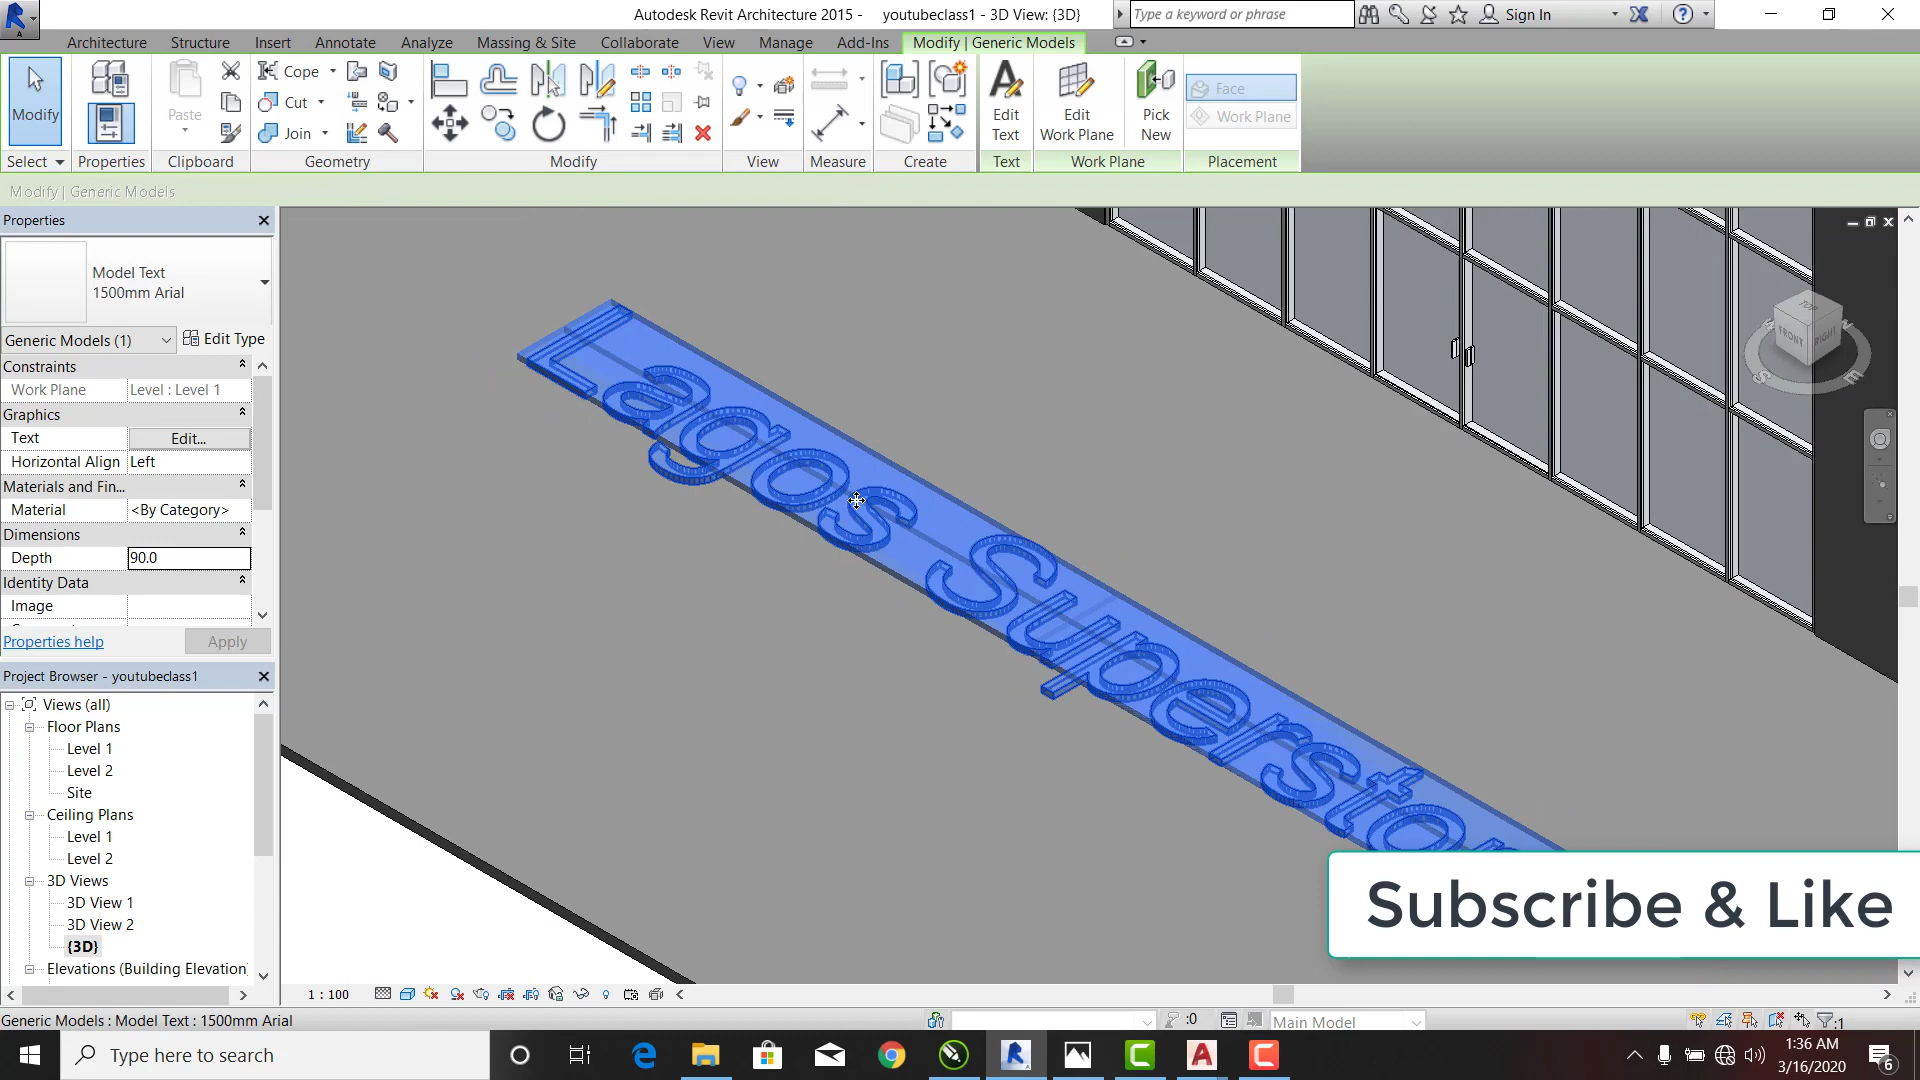 Autodesk Revit Architecture 2015 - youtubeclass1 - 3D View: {3D}
Type a keyword or phrase
Sign In
Architecture Structure Insert Annotate Analyze Massing & Site Collaborate View Manage Add-Ins Modify | Generic Models
Modify
Paste
Cope
Cut
Join
Edit Text
Edit Work Plane
Pick New
Face
Work Plane
Select Properties Clipboard Geometry Modify View Measure Create Text Work Plane Placement
Modify | Generic Models
Properties
Model Text
1500mm Arial
Generic Models (1) Edit Type
Constraints
Work Plane Level : Level 1
Graphics
Text Edit...
Horizontal Align Left
Materials and Fin...
Material <By Category>
Dimensions
Depth 90.0
Identity Data
Image
Properties help Apply
Project Browser - youtubeclass1
Views (all)
Floor Plans
Level 1
Level 2
Site
Ceiling Plans
Level 1
Level 2
3D Views
3D View 1
3D View 2
{3D}
Elevations (Building Elevation)
Lagos Superstor
TOP
FRONT
RIGHT
S
E
Subscribe & Like
1 : 100
Generic Models : Model Text : 1500mm Arial
:0
Main Model
:1
Type here to search
1:36 AM
3/16/2020
6